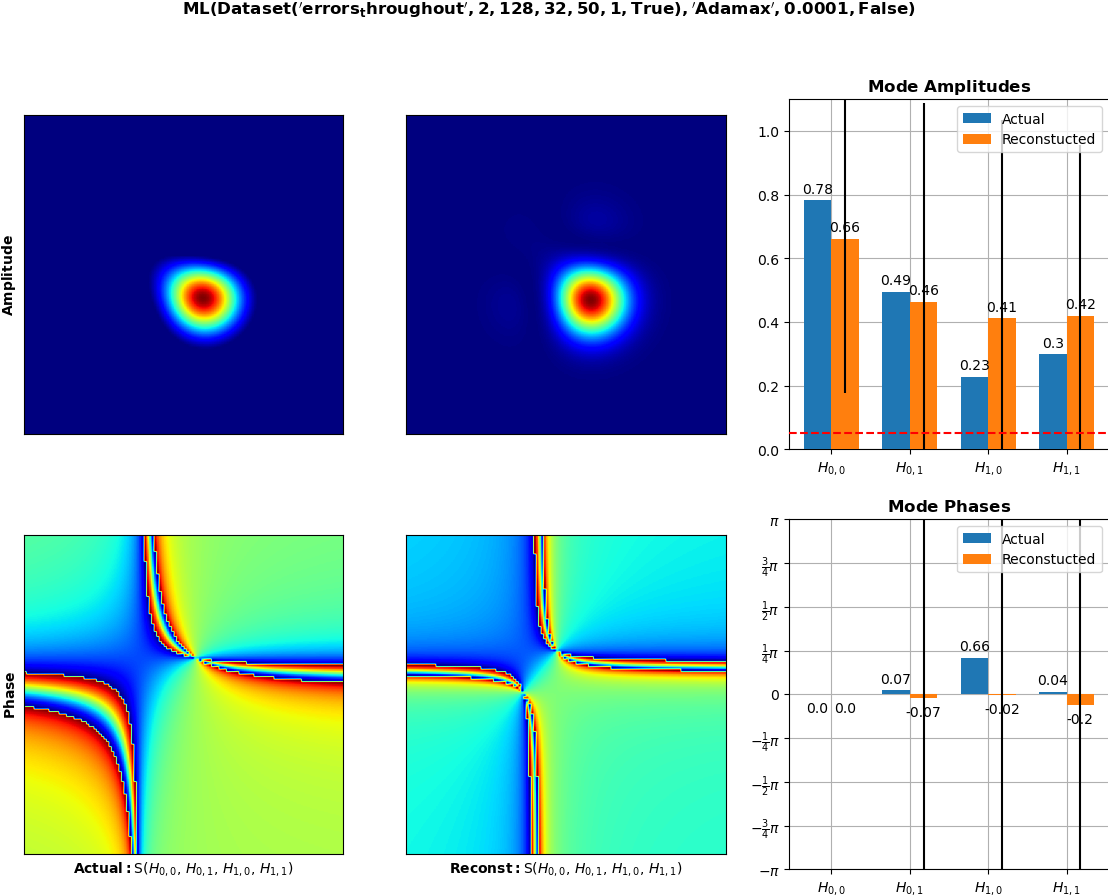 ML(Dataset('errors_throughout', 2, 128, 32, 50, 1, True), 'Adamax', 0.0001, False)
Amplitude
Mode Amplitudes
Actual
Reconstucted
1.0
0.8
0.6
0.4
0.2
0.0
0.78
0.66
0.49
0.46
0.23
0.41
0.3
0.42
H0,0
H0,1
H1,0
H1,1
Phase
Actual: S(H0,0, H0,1, H1,0, H1,1)
Reconst: S(H0,0, H0,1, H1,0, H1,1)
Mode Phases
Actual
Reconstucted
π
3/4π
1/2π
1/4π
0
−1/4π
−1/2π
−3/4π
−π
0.0
0.0
0.07
-0.07
0.66
-0.02
0.04
-0.2
H0,0
H0,1
H1,0
H1,1